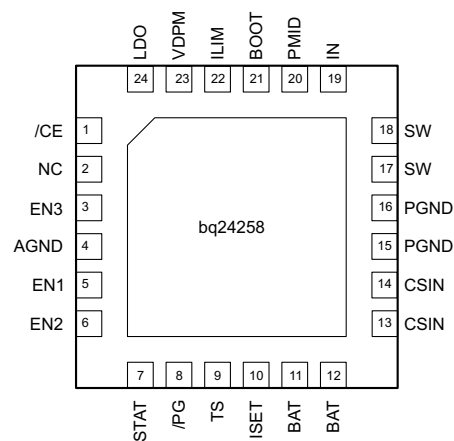 LDO
VDPM
ILIM
BOOT
PMID
IN
24
23
22
21
20
19
/CE 1
NC 2
EN3 3
AGND 4
EN1 5
EN2 6
bq24258
18 SW
17 SW
16 PGND
15 PGND
14 CSIN
13 CSIN
7
8
9
10
11
12
STAT
/PG
TS
ISET
BAT
BAT